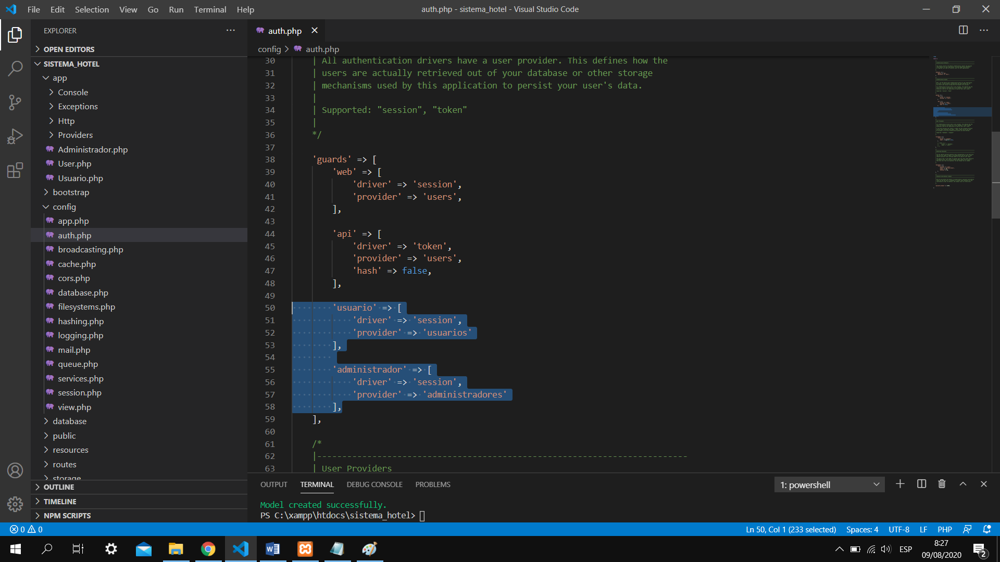 File Edit Selection View Go Run Terminal Help
auth.php - sistema_hotel - Visual Studio Code
EXPLORER
OPEN EDITORS
SISTEMA_HOTEL
app
Console
Exceptions
Http
Providers
Administrador.php
User.php
Usuario.php
bootstrap
config
app.php
auth.php
broadcasting.php
cache.php
cors.php
database.php
filesystems.php
hashing.php
logging.php
mail.php
queue.php
services.php
session.php
view.php
database
public
resources
routes
storage
OUTLINE
TIMELINE
NPM SCRIPTS
auth.php
config > auth.php
30 | All authentication drivers have a user provider. This defines how the
31 | users are actually retrieved out of your database or other storage
32 | mechanisms used by this application to persist your user's data.
33 |
34 | Supported: "session", "token"
35 |
36 */
37
38 'guards' => [
39 'web' => [
40 'driver' => 'session',
41 'provider' => 'users',
42 ],
43
44 'api' => [
45 'driver' => 'token',
46 'provider' => 'users',
47 'hash' => false,
48 ],
49
50 'usuario' => [
51 'driver' => 'session',
52 'provider' => 'usuarios'
53 ],
54
55 'administrador' => [
56 'driver' => 'session',
57 'provider' => 'administradores'
58 ],
59 ],
60
61 /*
62 |--------------------------------------------------------------------------
63 | User Providers
OUTPUT TERMINAL DEBUG CONSOLE PROBLEMS
1: powershell
Model created successfully.
PS C:\xampp\htdocs\sistema_hotel>
0 0
Ln 50, Col 1 (233 selected) Spaces: 4 UTF-8 LF PHP
ESP
8:27
09/08/2020
2